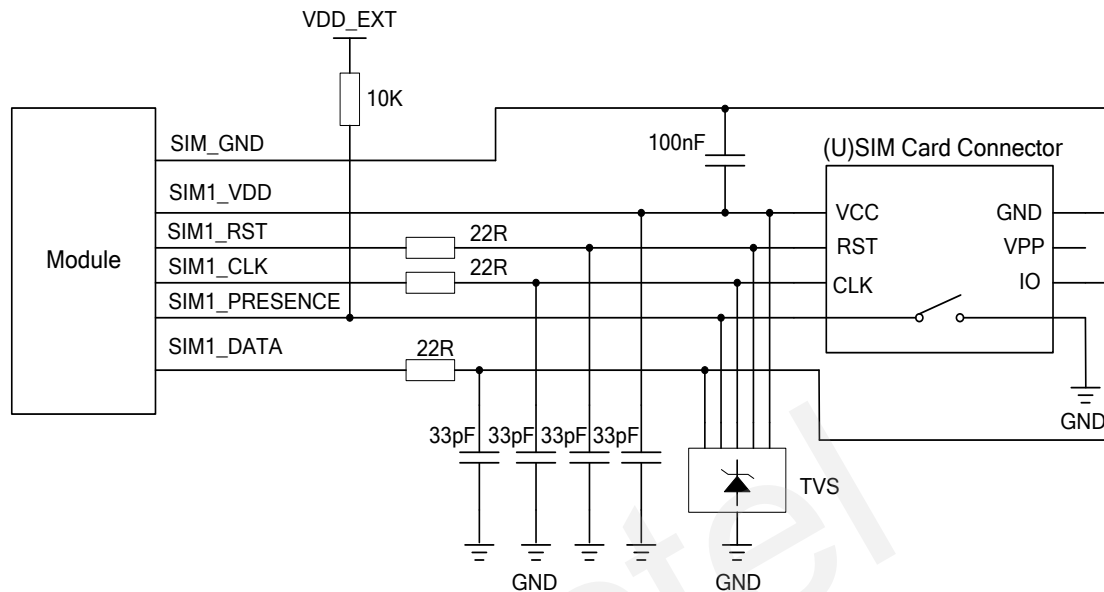 VDD_EXT
10K
SIM_GND
100nF
(U)SIM Card Connector
SIM1_VDD
VCC
GND
SIM1_RST
22R
RST
VPP
Module
SIM1_CLK
22R
CLK
IO
SIM1_PRESENCE
SIM1_DATA
22R
GND
33pF 33pF 33pF 33pF
TVS
GND
GND